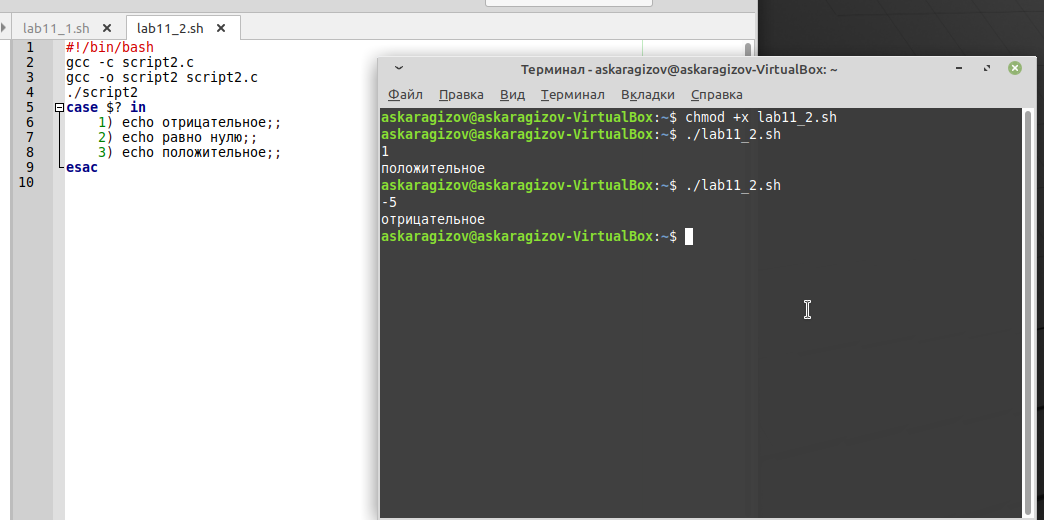 lab11_1.sh lab11_2.sh
1 #!/bin/bash
2 gcc -c script2.c
3 gcc -o script2 script2.c
4 ./script2
5 case $? in
6 1) echo отрицательное;;
7 2) echo равно нулю;;
8 3) echo положительное;;
9 esac
10
Терминал - askaragizov@askaragizov-VirtualBox: ~
Файл Правка Вид Терминал Вкладки Справка
askaragizov@askaragizov-VirtualBox:~$ chmod +x lab11_2.sh
askaragizov@askaragizov-VirtualBox:~$ ./lab11_2.sh
1
положительное
askaragizov@askaragizov-VirtualBox:~$ ./lab11_2.sh
-5
отрицательное
askaragizov@askaragizov-VirtualBox:~$